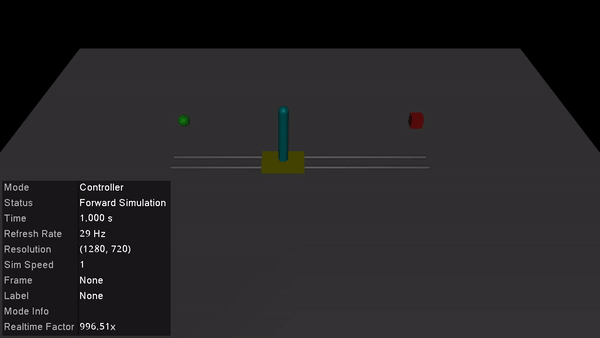 Mode Controller
Status Forward Simulation
Time 1.000 s
Refresh Rate 29 Hz
Resolution (1280, 720)
Sim Speed 1
Frame None
Label None
Mode Info
Realtime Factor 996.51x